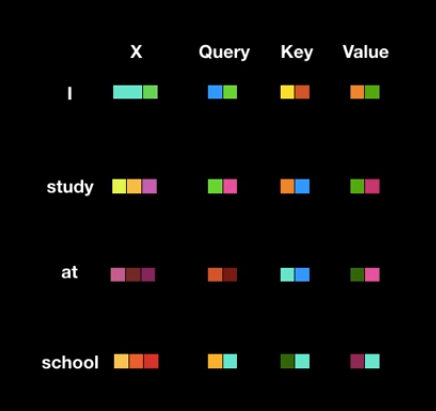 X Query Key Value
I
study
at
school